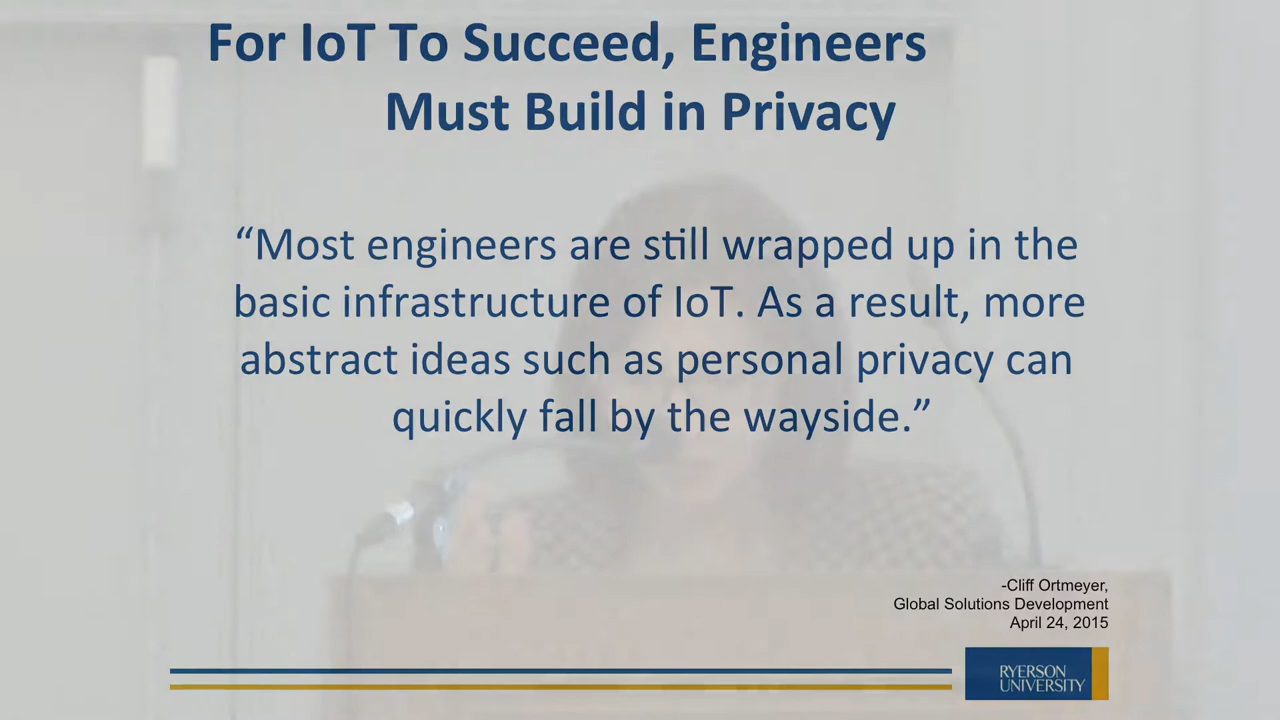 For IoT To Succeed, Engineers
Must Build in Privacy
“Most engineers are still wrapped up in the
basic infrastructure of IoT. As a result, more
abstract ideas such as personal privacy can
quickly fall by the wayside.”
-Cliff Ortmeyer,
Global Solutions Development
April 24, 2015
RYERSON
UNIVERSITY